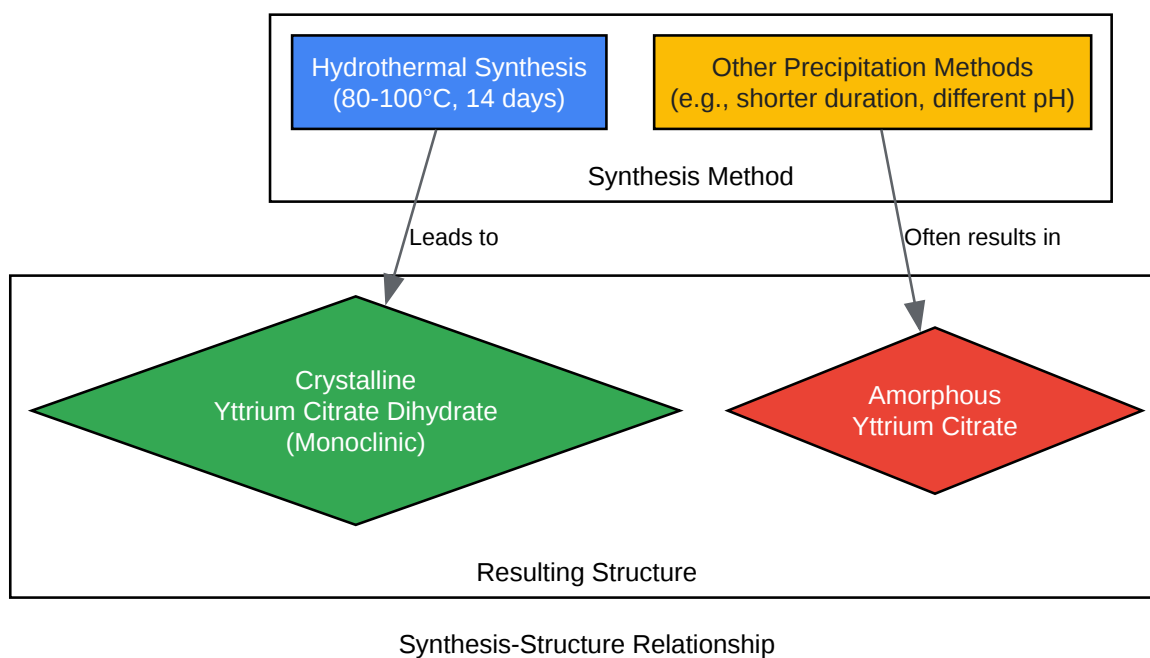 Hydrothermal Synthesis
(80-100°C, 14 days)
Other Precipitation Methods
(e.g., shorter duration, different pH)
Synthesis Method
Leads to
Often results in
Crystalline
Yttrium Citrate Dihydrate
(Monoclinic)
Amorphous
Yttrium Citrate
Resulting Structure
Synthesis-Structure Relationship